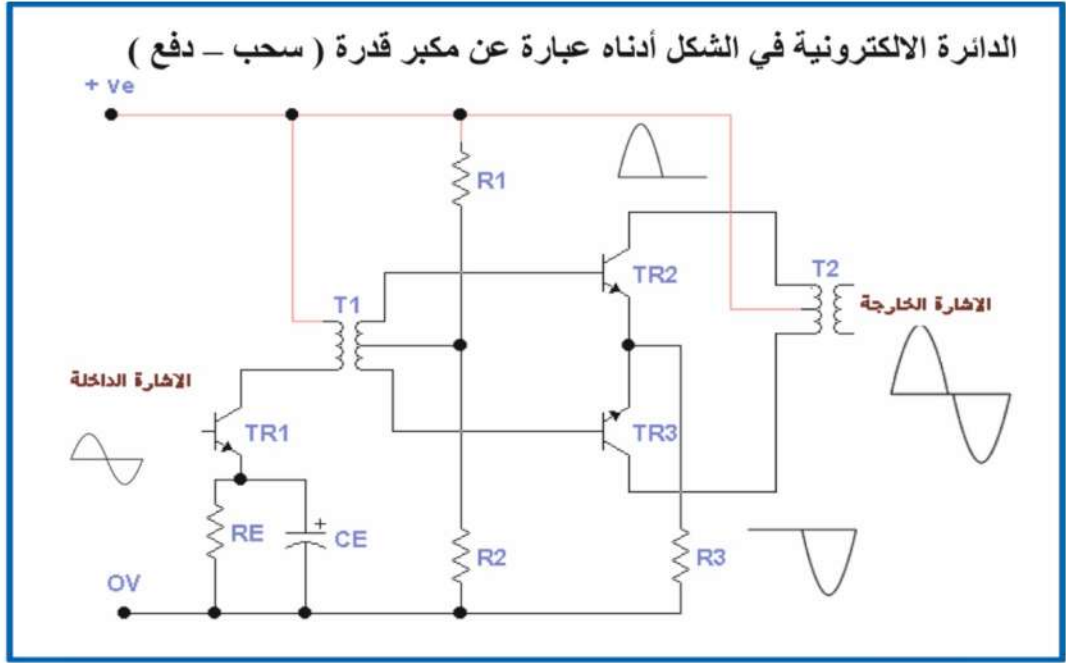 الدائرة الالكترونية في الشكل أدناه عبارة عن مكبر قدرة ( سحب – دفع )
+ Ve
R1
TR2
T2
T1
الاشارة الخارجة
الاشارة الداخلة
TR1
TR3
RE
CE
R2
R3
OV